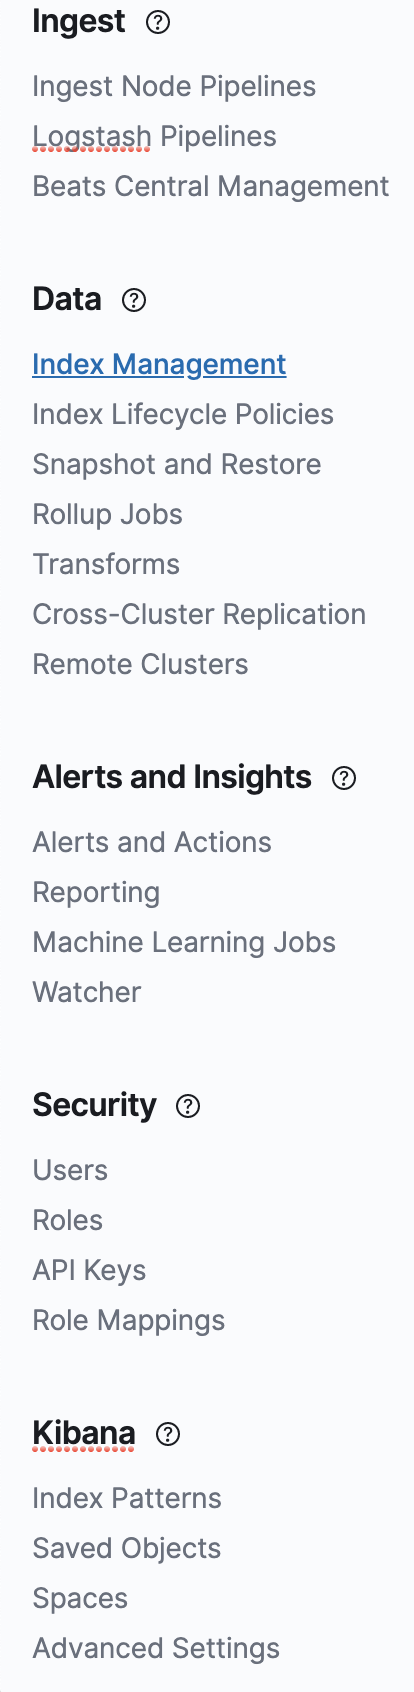 Ingest
Ingest Node Pipelines
Logstash Pipelines
Beats Central Management
Data
Index Management
Index Lifecycle Policies
Snapshot and Restore
Rollup Jobs
Transforms
Cross-Cluster Replication
Remote Clusters
Alerts and Insights
Alerts and Actions
Reporting
Machine Learning Jobs
Watcher
Security
Users
Roles
API Keys
Role Mappings
Kibana
Index Patterns
Saved Objects
Spaces
Advanced Settings